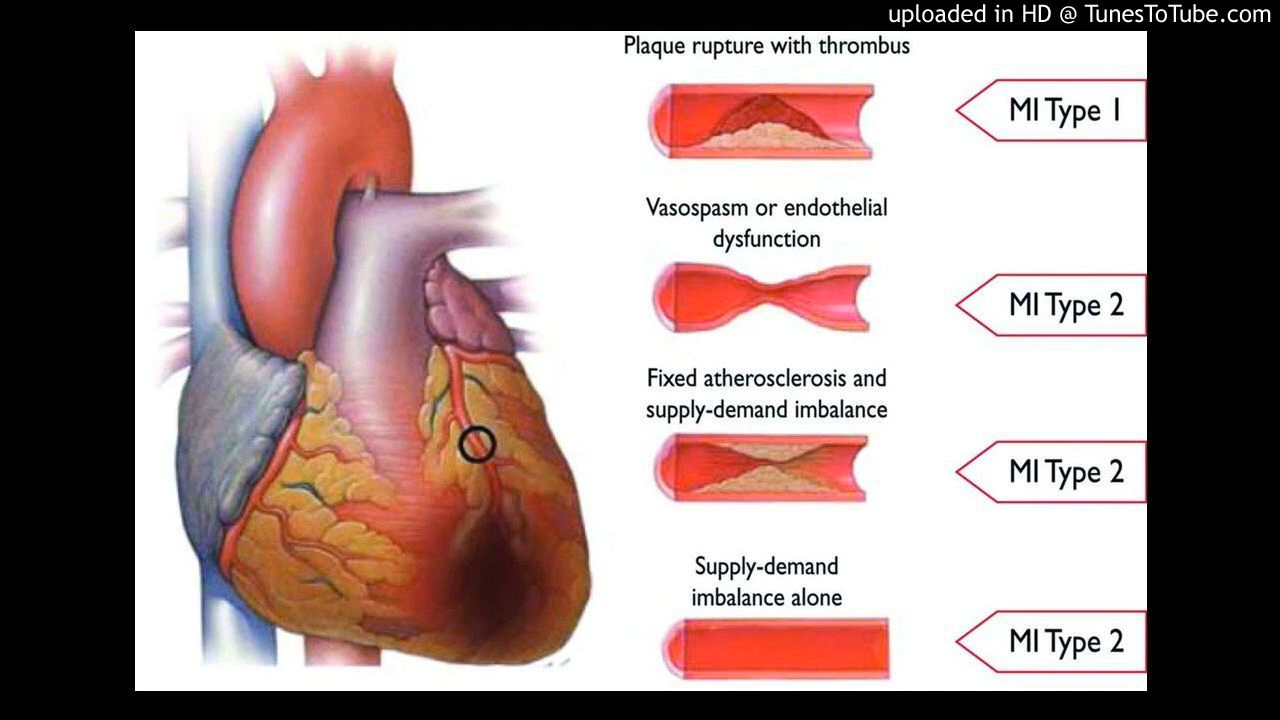 uploaded in HD @ TunesToTube.com
Plaque rupture with thrombus
MI Type 1
Vasospasm or endothelial
dysfunction
MI Type 2
Fixed atherosclerosis and
supply-demand imbalance
MI Type 2
Supply-demand
imbalance alone
MI Type 2